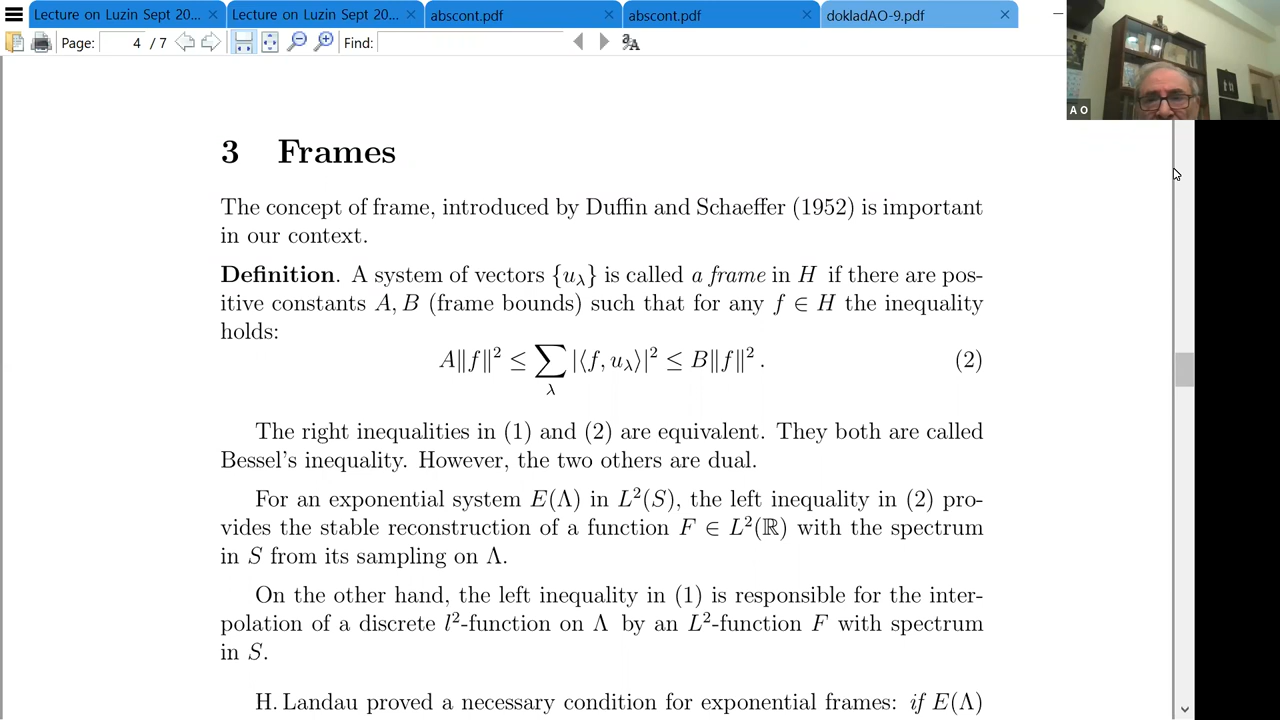 Lecture on Luzin Sept 20... × Lecture on Luzin Sept 20... × abscont.pdf × abscont.pdf × dokladAO-9.pdf ×
Page: 4 / 7 Find:
A O
3 Frames
The concept of frame, introduced by Duffin and Schaeffer (1952) is important
in our context.
Definition. A system of vectors {u_λ} is called a frame in H if there are pos-
itive constants A, B (frame bounds) such that for any f ∈ H the inequality
holds:
A‖f‖² ≤ ∑_λ |⟨f, u_λ⟩|² ≤ B‖f‖² . (2)
The right inequalities in (1) and (2) are equivalent. They both are called
Bessel's inequality. However, the two others are dual.
For an exponential system E(Λ) in L²(S), the left inequality in (2) pro-
vides the stable reconstruction of a function F ∈ L²(ℝ) with the spectrum
in S from its sampling on Λ.
On the other hand, the left inequality in (1) is responsible for the inter-
polation of a discrete l²-function on Λ by an L²-function F with spectrum
in S.
H. Landau proved a necessary condition for exponential frames: if E(Λ)